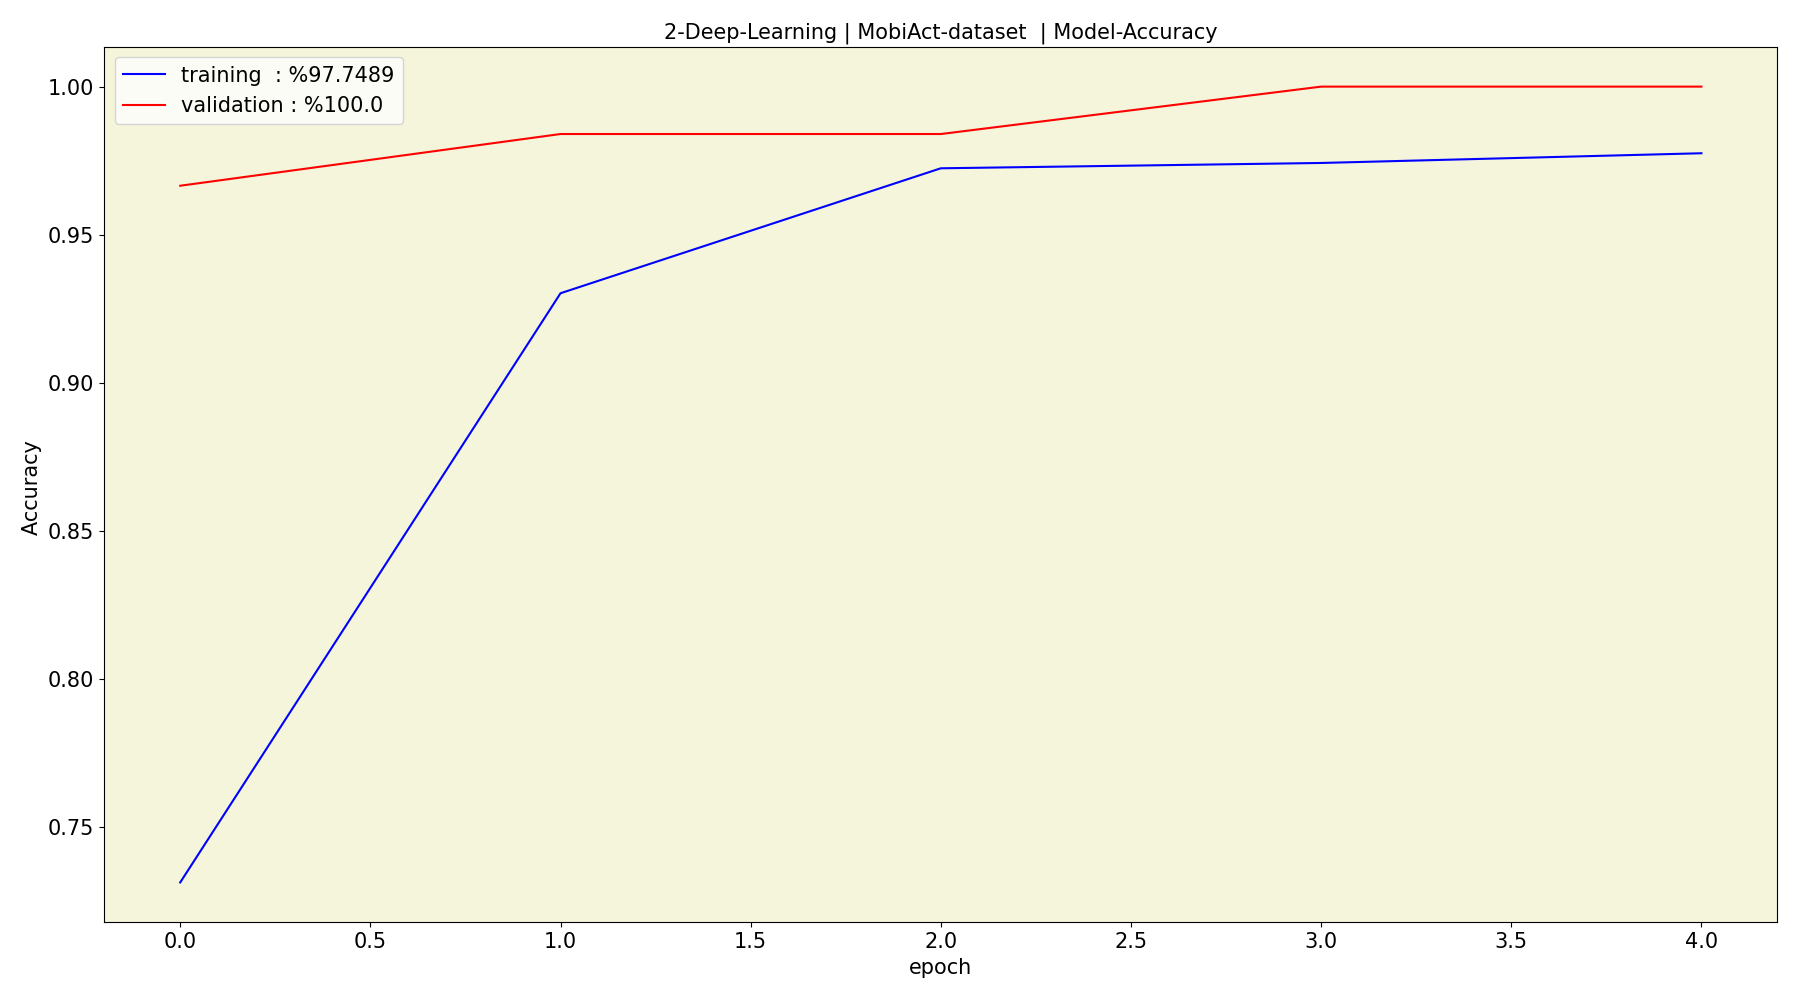 2-Deep-Learning | MobiAct-dataset  | Model-Accuracy
training  : %97.7489
validation : %100.0
Accuracy
1.00
0.95
0.90
0.85
0.80
0.75
0.0 0.5 1.0 1.5 2.0 2.5 3.0 3.5 4.0
epoch